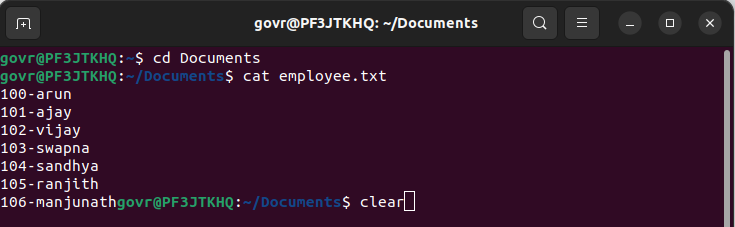 govr@PF3JTKHQ: ~/Documents
govr@PF3JTKHQ:~$ cd Documents
govr@PF3JTKHQ:~/Documents$ cat employee.txt
100-arun
101-ajay
102-vijay
103-swapna
104-sandhya
105-ranjith
106-manjunathgovr@PF3JTKHQ:~/Documents$ clear